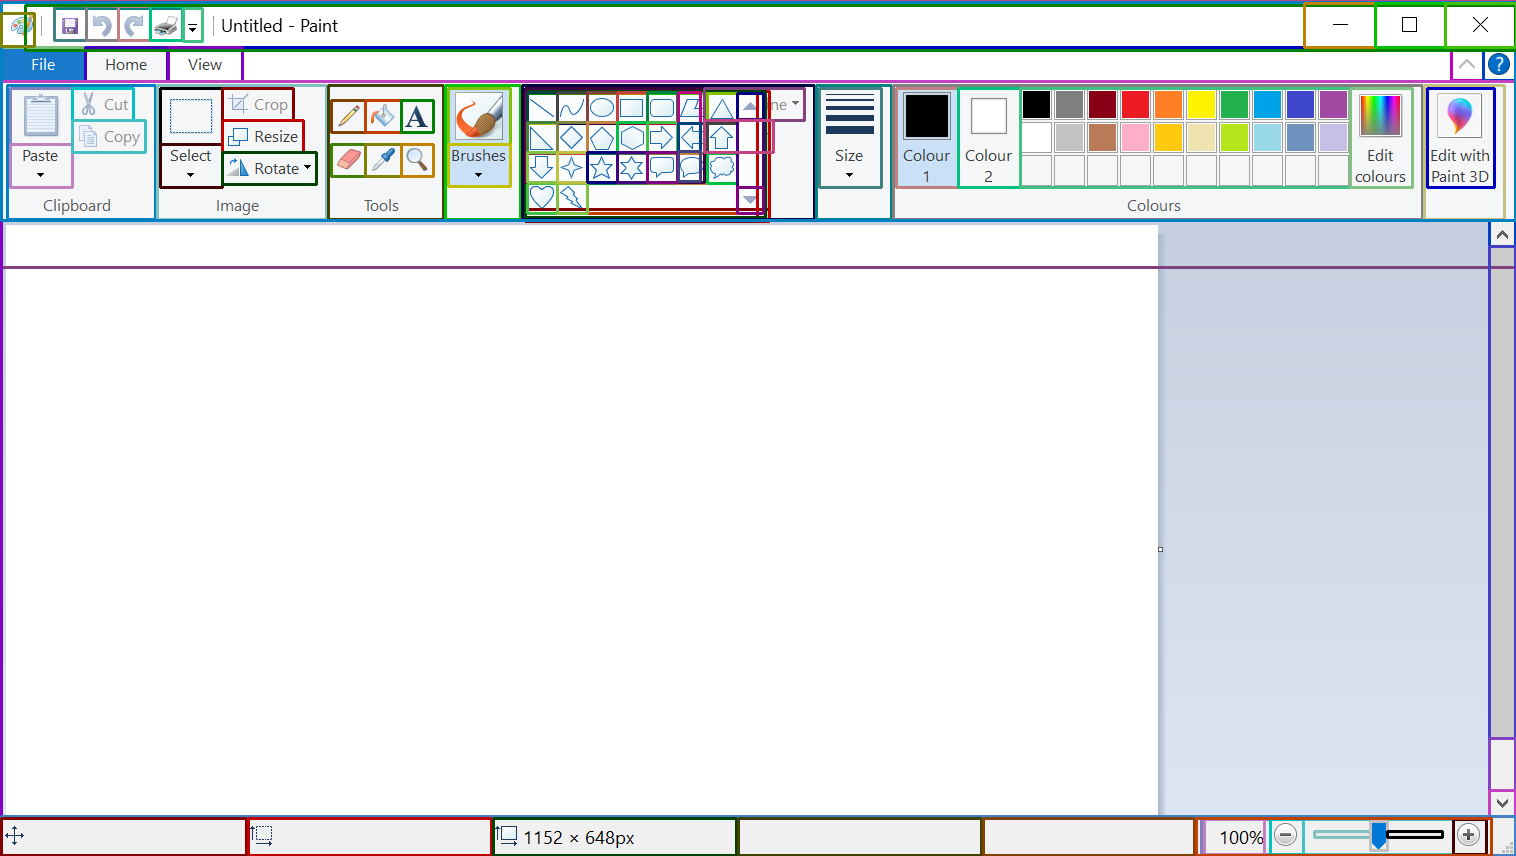 Untitled - Paint
File
Home
View
?
Paste
Cut
Copy
Clipboard
Select
Crop
Resize
Rotate
Image
A
Tools
Brushes
Size
Colour
1
Colour
2
Edit
colours
Colours
Edit with
Paint 3D
1152 × 648px
100%